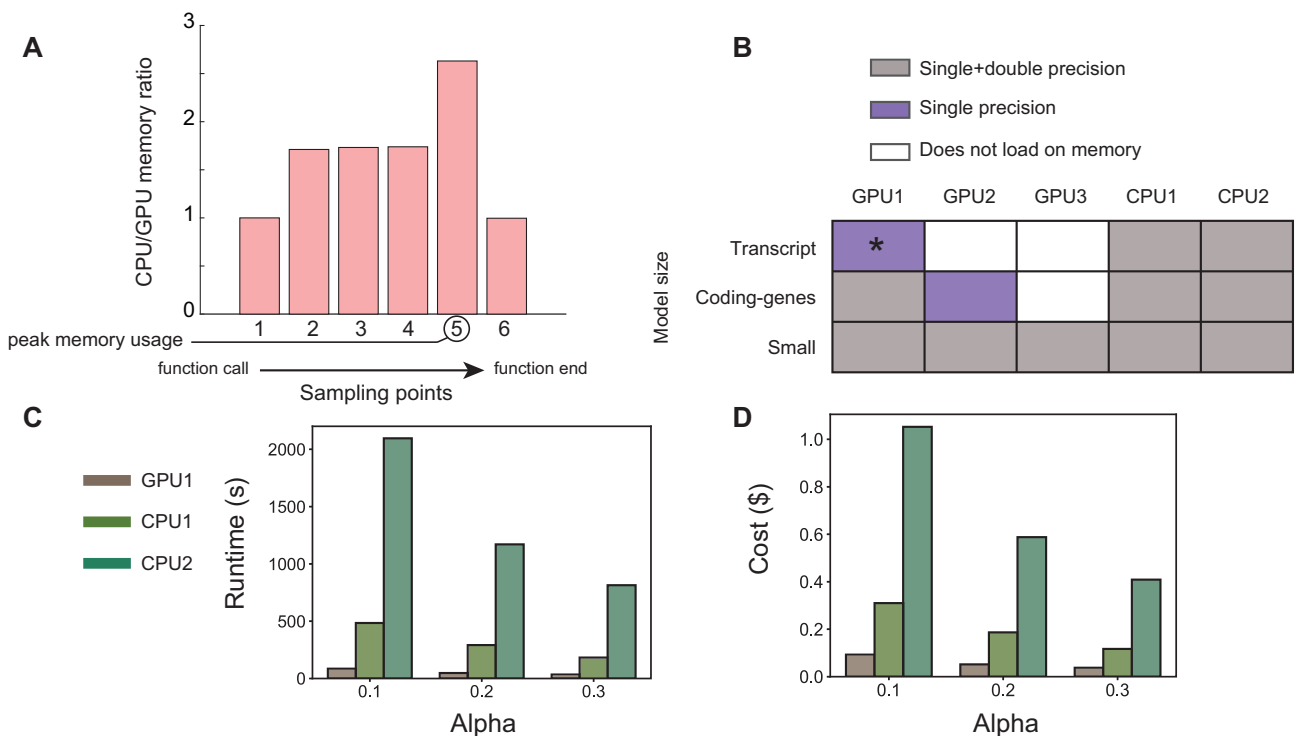 A
CPU/GPU memory ratio
3
2
1
0
1 2 3 4 5 6
peak memory usage
function call
function end
Sampling points
B
Single+double precision
Single precision
Does not load on memory
GPU1 GPU2 GPU3 CPU1 CPU2
Model size
Transcript
*
Coding-genes
Small
C
GPU1
CPU1
CPU2
Runtime (s)
2000
1500
1000
500
0
0.1 0.2 0.3
Alpha
D
Cost ($)
1.0
0.8
0.6
0.4
0.2
0.0
0.1 0.2 0.3
Alpha